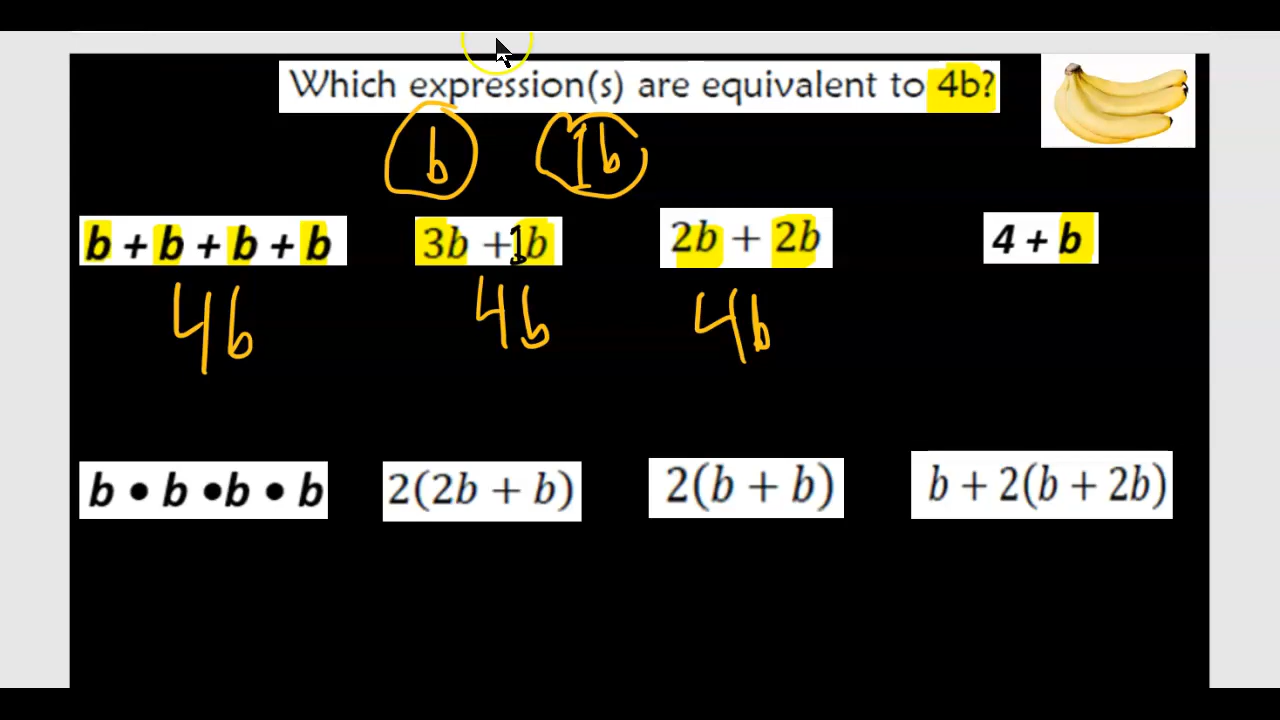 Which expression(s) are equivalent to 4b?
b 1b
b + b + b + b 3b + 1b 2b + 2b 4 + b
4b 4b 4b
b • b • b • b 2(2b + b) 2(b + b) b + 2(b + 2b)